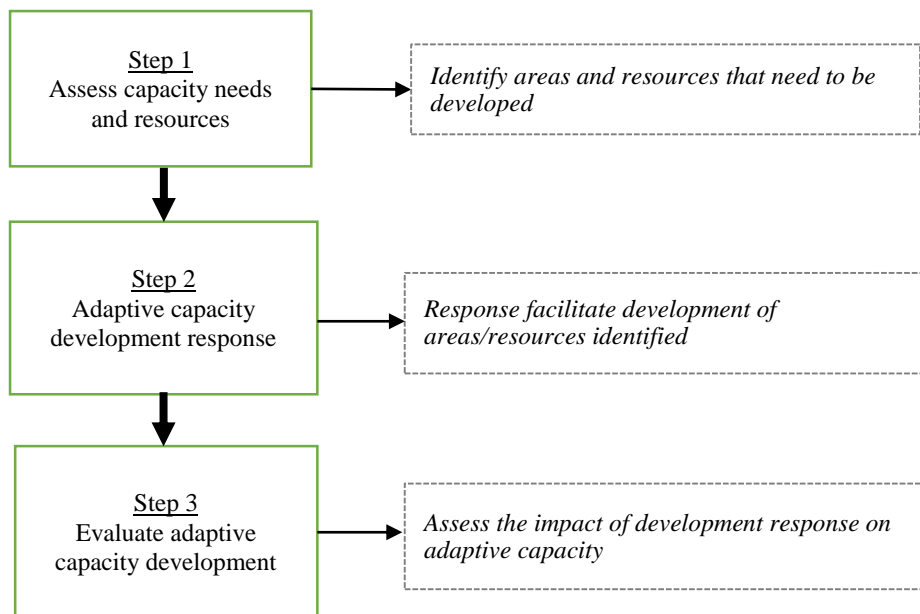 Step 1
Assess capacity needs
and resources
Identify areas and resources that need to be
developed
Step 2
Adaptive capacity
development response
Response facilitate development of
areas/resources identified
Step 3
Evaluate adaptive
capacity development
Assess the impact of development response on
adaptive capacity